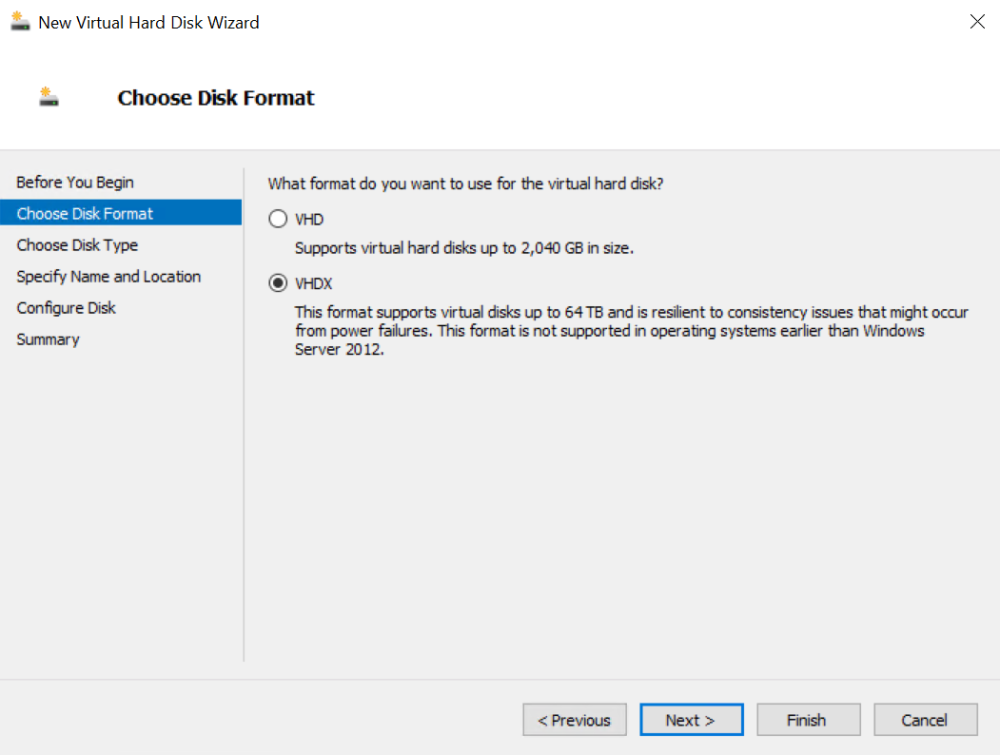 New Virtual Hard Disk Wizard
Choose Disk Format
Before You Begin
Choose Disk Format
Choose Disk Type
Specify Name and Location
Configure Disk
Summary
What format do you want to use for the virtual hard disk?
VHD
Supports virtual hard disks up to 2,040 GB in size.
VHDX
This format supports virtual disks up to 64 TB and is resilient to consistency issues that might occur
from power failures. This format is not supported in operating systems earlier than Windows
Server 2012.
< Previous
Next >
Finish
Cancel